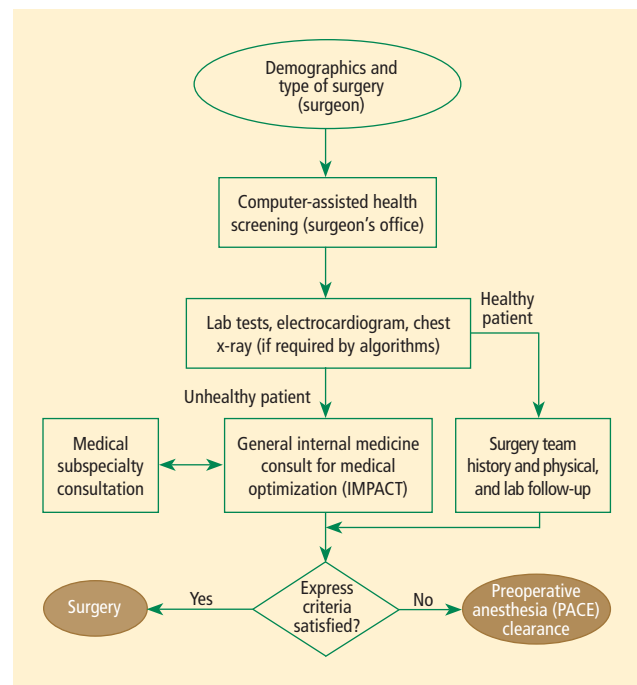 Demographics and
type of surgery
(surgeon)
Computer-assisted health
screening (surgeon's office)
Healthy
patient
Lab tests, electrocardiogram, chest
x-ray (if required by algorithms)
Unhealthy patient
Medical
subspecialty
consultation
General internal medicine
consult for medical
optimization (IMPACT)
Surgery team
history and physical,
and lab follow-up
Surgery
Yes
Express
criteria
satisfied?
No
Preoperative
anesthesia (PACE)
clearance